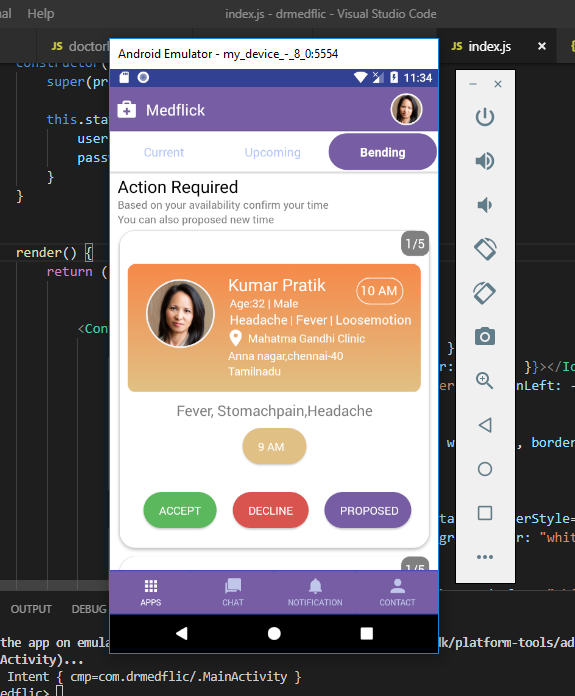 nal Help
index.js - drmedflic - Visual Studio Code
JS
JS index.js
Android Emulator - my_device_-_8_0:5554
11:34
Medflick
Current Upcoming Bending
Action Required
Based on your availability confirm your time
You can also proposed new time
1/5
Kumar Pratik
10 AM
Age:32 | Male
Headache | Fever | Loosemotion
Mahatma Gandhi Clinic
Anna nagar,chennai-40
Tamilnadu
Fever, Stomachpain,Headache
9 AM
ACCEPT DECLINE PROPOSED
1/5
APPS CHAT NOTIFICATION CONTACT
super(pr
this.sta
user
pass
}
}
render() {
return (
<Con
}
r: }}></Ic
er nLeft: -
w , border
ta erStyle=
gr r: "whit
OUTPUT DEBUG
the app on emula dk/platform-tools/ad
Activity)...
Intent { cmp=com.drmedflic/.MainActivity }
edflic>